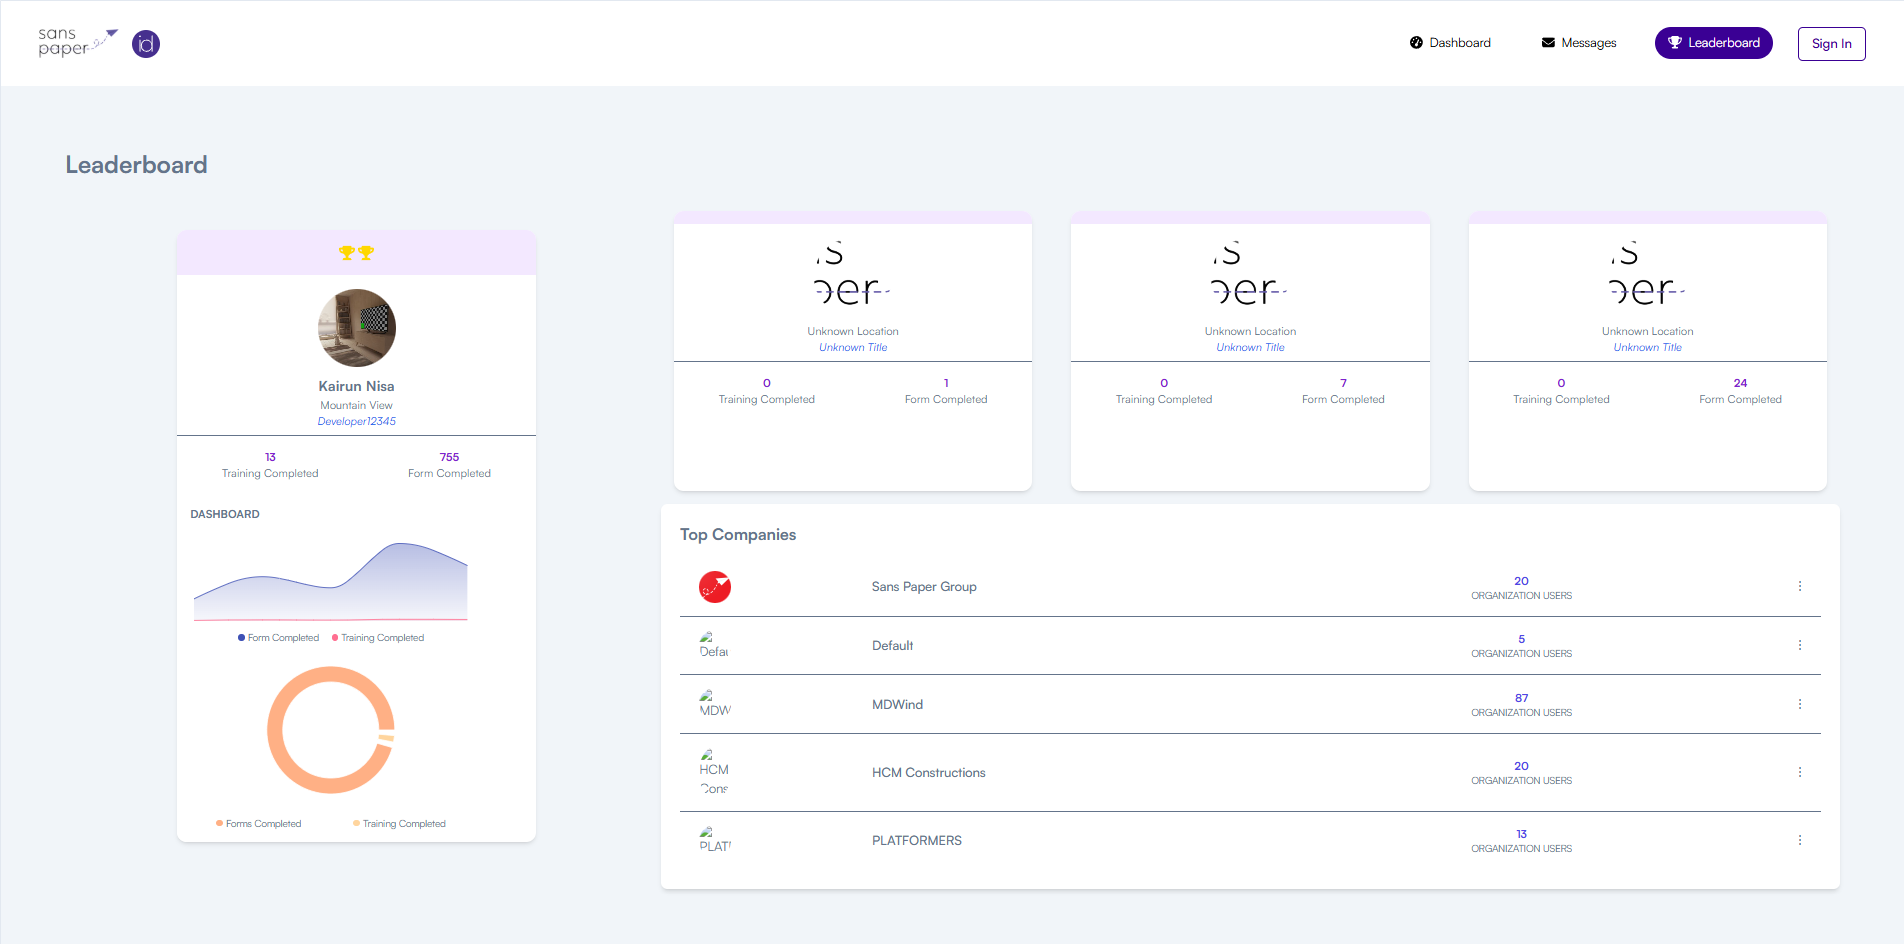 sans
paper
id
Dashboard
Messages
Leaderboard
Sign In
Leaderboard
Kairun Nisa
Mountain View
Developer12345
13
Training Completed
755
Form Completed
DASHBOARD
Form Completed
Training Completed
Forms Completed
Training Completed
Unknown Location
Unknown Title
0
Training Completed
1
Form Completed
Unknown Location
Unknown Title
0
Training Completed
7
Form Completed
Unknown Location
Unknown Title
0
Training Completed
24
Form Completed
Top Companies
Sans Paper Group
20
ORGANIZATION USERS
Default
5
ORGANIZATION USERS
MDWind
87
ORGANIZATION USERS
HCM
HCM Constructions
20
ORGANIZATION USERS
PLATFORMERS
13
ORGANIZATION USERS